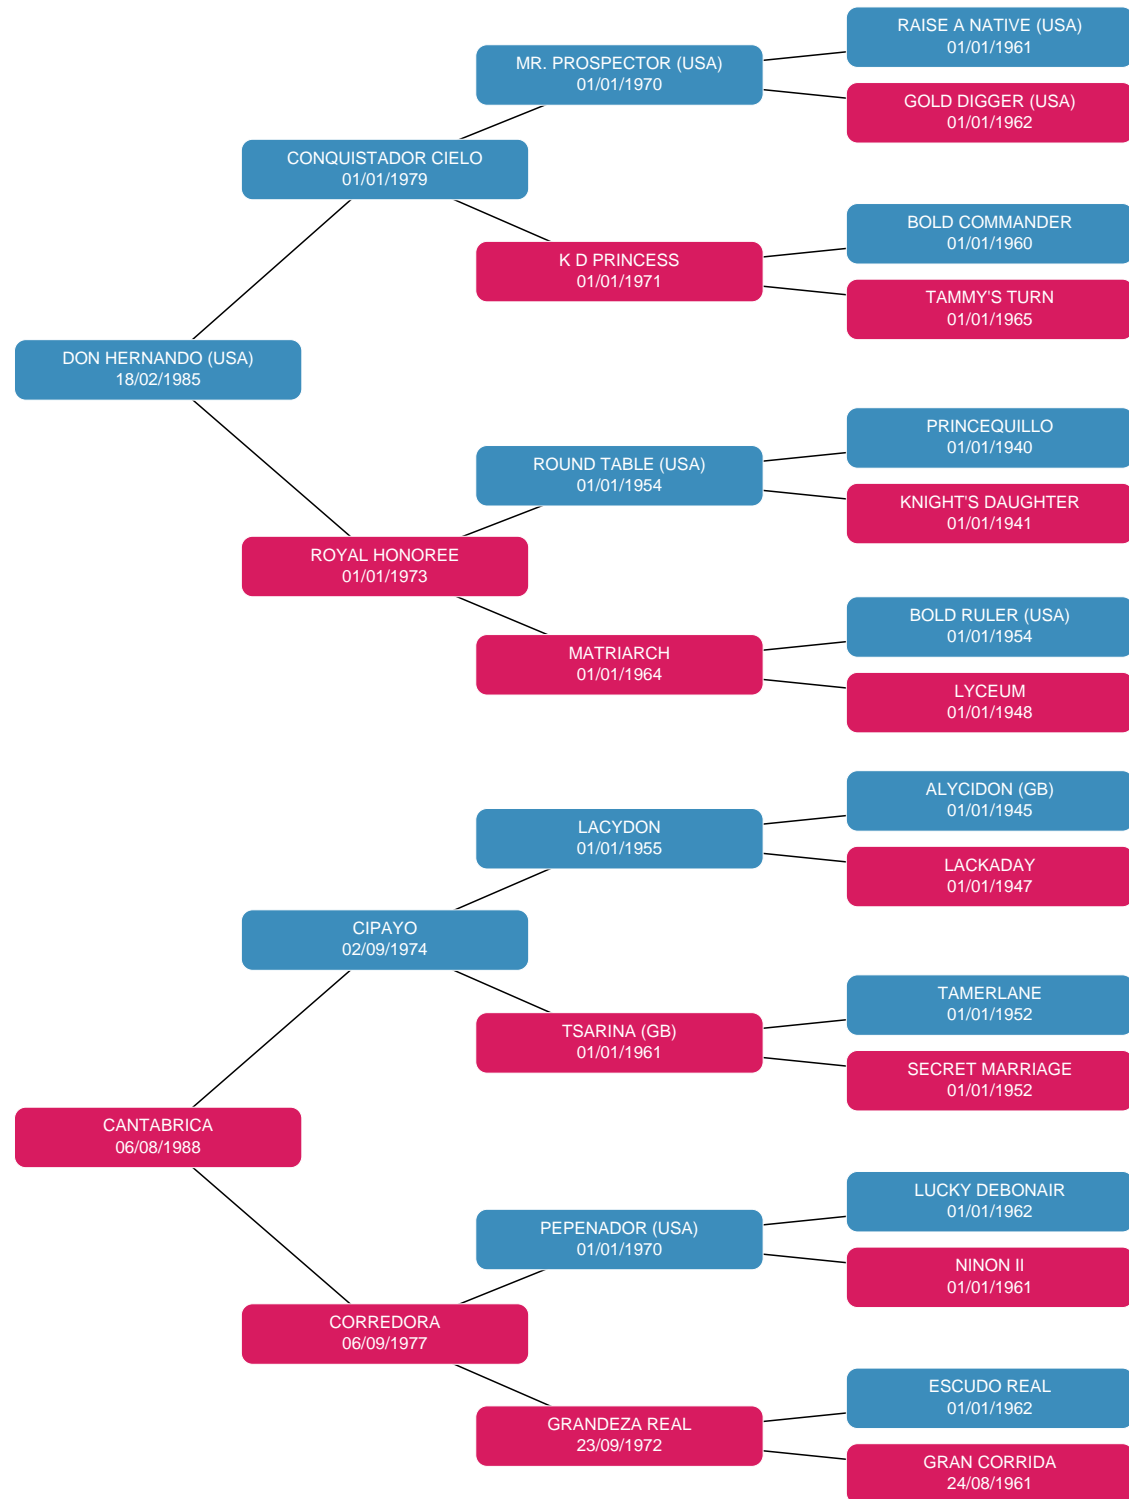 RAISE A NATIVE (USA)
01/01/1961
MR. PROSPECTOR (USA)
01/01/1970
GOLD DIGGER (USA)
01/01/1962
CONQUISTADOR CIELO
01/01/1979
BOLD COMMANDER
01/01/1960
K D PRINCESS
01/01/1971
TAMMY'S TURN
01/01/1965
DON HERNANDO (USA)
18/02/1985
PRINCEQUILLO
01/01/1940
ROUND TABLE (USA)
01/01/1954
KNIGHT'S DAUGHTER
01/01/1941
ROYAL HONOREE
01/01/1973
BOLD RULER (USA)
01/01/1954
MATRIARCH
01/01/1964
LYCEUM
01/01/1948
ALYCIDON (GB)
01/01/1945
LACYDON
01/01/1955
LACKADAY
01/01/1947
CIPAYO
02/09/1974
TAMERLANE
01/01/1952
TSARINA (GB)
01/01/1961
SECRET MARRIAGE
01/01/1952
CANTABRICA
06/08/1988
LUCKY DEBONAIR
01/01/1962
PEPENADOR (USA)
01/01/1970
NINON II
01/01/1961
CORREDORA
06/09/1977
ESCUDO REAL
01/01/1962
GRANDEZA REAL
23/09/1972
GRAN CORRIDA
24/08/1961